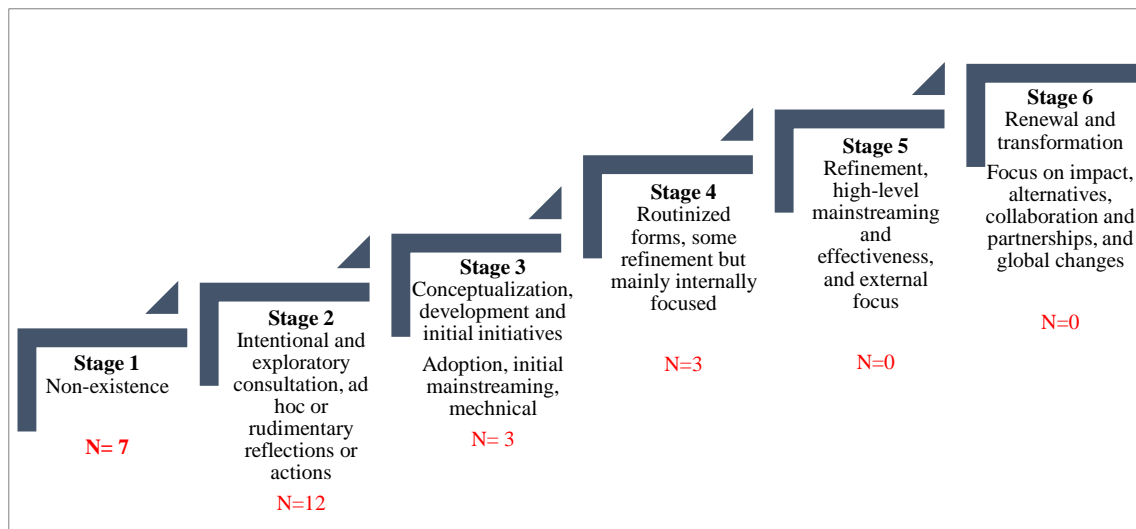 Stage 1
Non-existence
N= 7
Stage 2
Intentional and
exploratory
consultation, ad
hoc or
rudimentary
reflections or
actions
N=12
Stage 3
Conceptualization,
development and
initial initiatives
Adoption, initial
mainstreaming,
mechnical
N= 3
Stage 4
Routinized
forms, some
refinement but
mainly internally
focused
N=3
Stage 5
Refinement,
high-level
mainstreaming
and
effectiveness,
and external
focus
N=0
Stage 6
Renewal and
transformation
Focus on impact,
alternatives,
collaboration and
partnerships, and
global changes
N=0